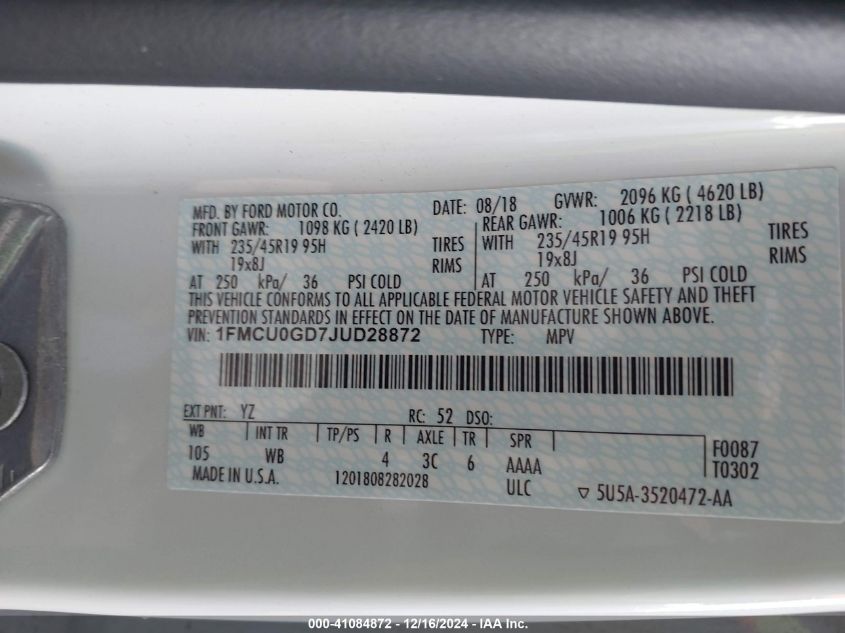 MFD. BY FORD MOTOR CO. DATE: 08/18 GVWR: 2096 KG ( 4620 LB)
FRONT GAWR: 1098 KG ( 2420 LB) REAR GAWR: 1006 KG ( 2218 LB)
WITH 235/45R19 95H TIRES WITH 235/45R19 95H TIRES
19x8J RIMS 19x8J RIMS
AT 250 kPa/ 36 PSI COLD AT 250 kPa/ 36 PSI COLD
THIS VEHICLE CONFORMS TO ALL APPLICABLE FEDERAL MOTOR VEHICLE SAFETY AND THEFT
PREVENTION STANDARDS IN EFFECT ON THE DATE OF MANUFACTURE SHOWN ABOVE.
VIN: 1FMCU0GD7JUD28872 TYPE: MPV
EXT PNT: YZ RC: 52 DSO:
WB INT TR TP/PS R AXLE TR SPR F0087
105 WB 4 3C 6 AAAA T0302
MADE IN U.S.A. 1201808282028 ULC ▽ 5U5A-3520472-AA
000-41084872 - 12/16/2024 - IAA Inc.